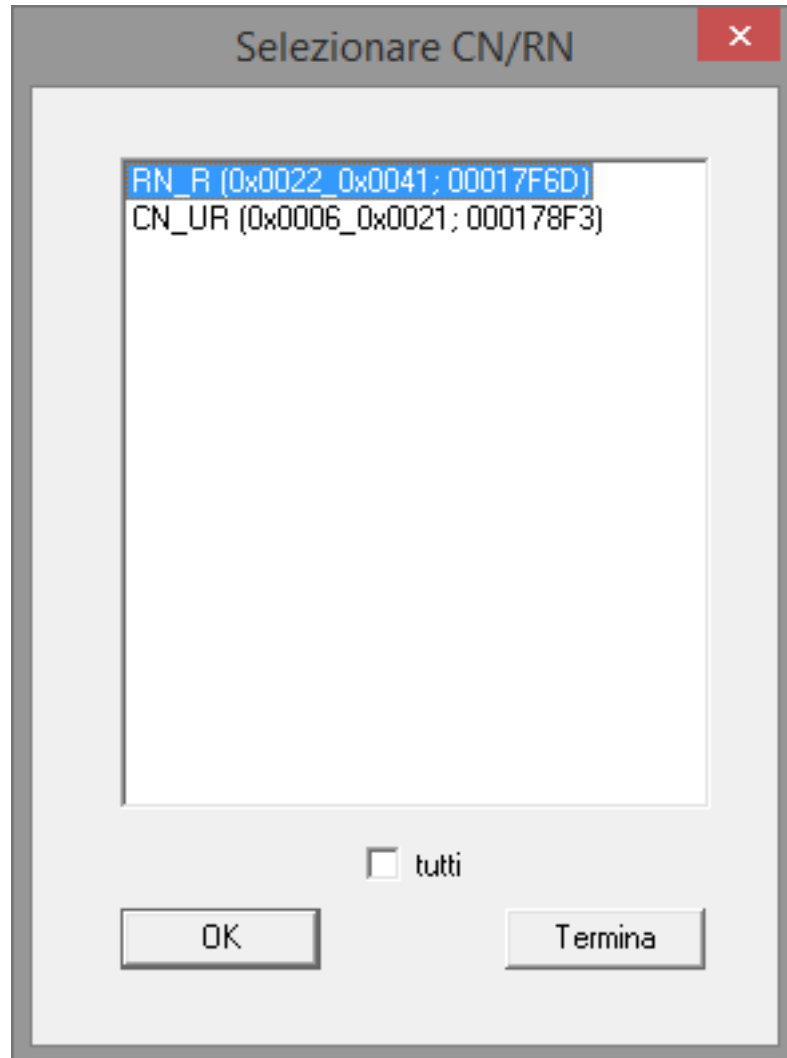 Selezionare CN/RN
RN_R (0x0022_0x0041; 00017F6D)
CN_UR (0x0006_0x0021; 000178F3)
tutti
OK
Termina